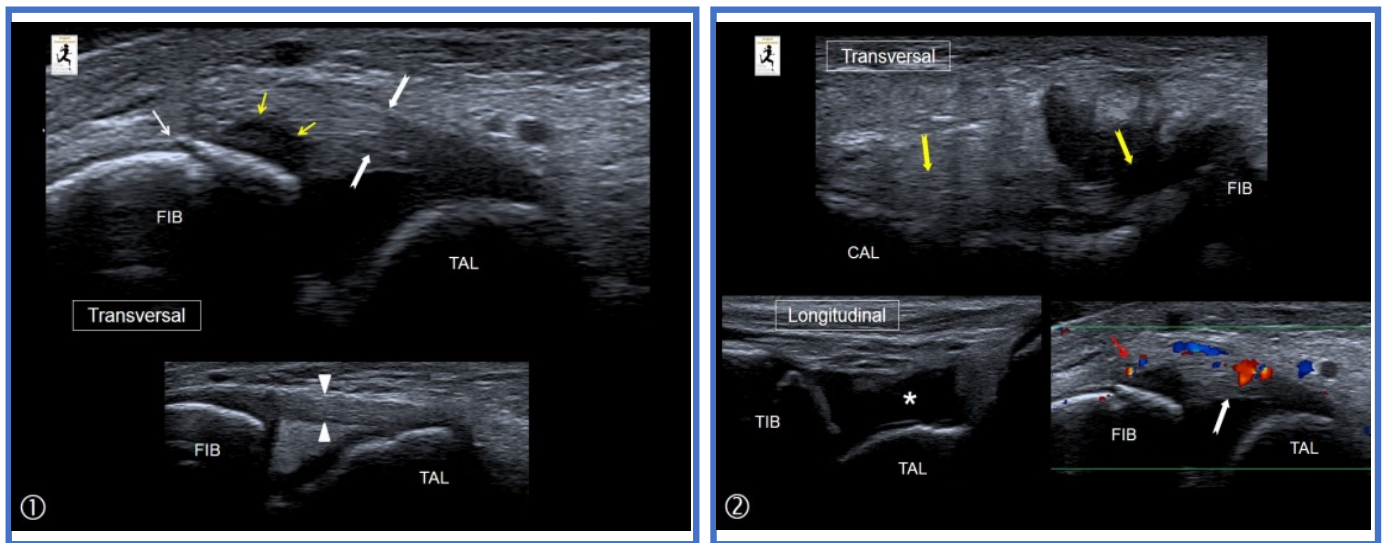 FIB
TAL
Transversal
FIB
TAL
①
Transversal
CAL
FIB
Longitudinal
TIB
*
TAL
FIB
TAL
②